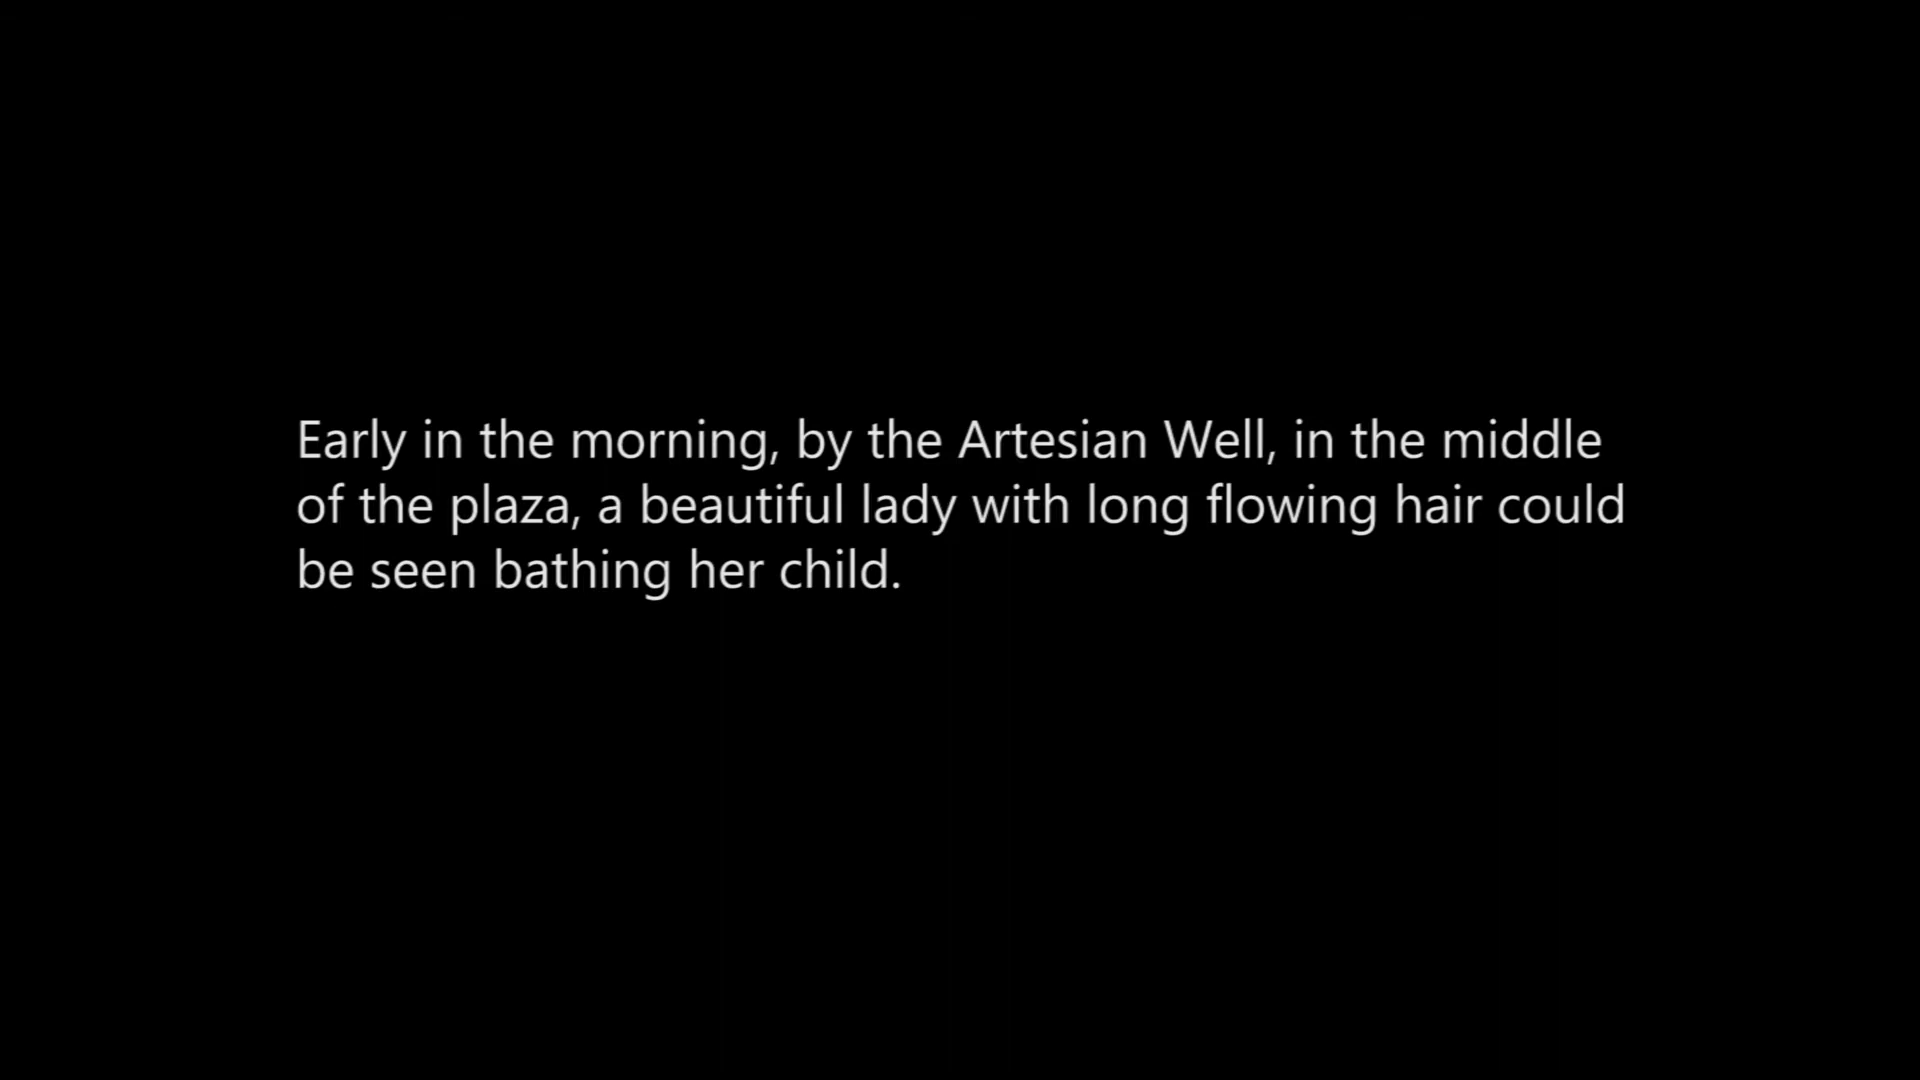 Early in the morning, by the Artesian Well, in the middle
of the plaza, a beautiful lady with long flowing hair could
be seen bathing her child.